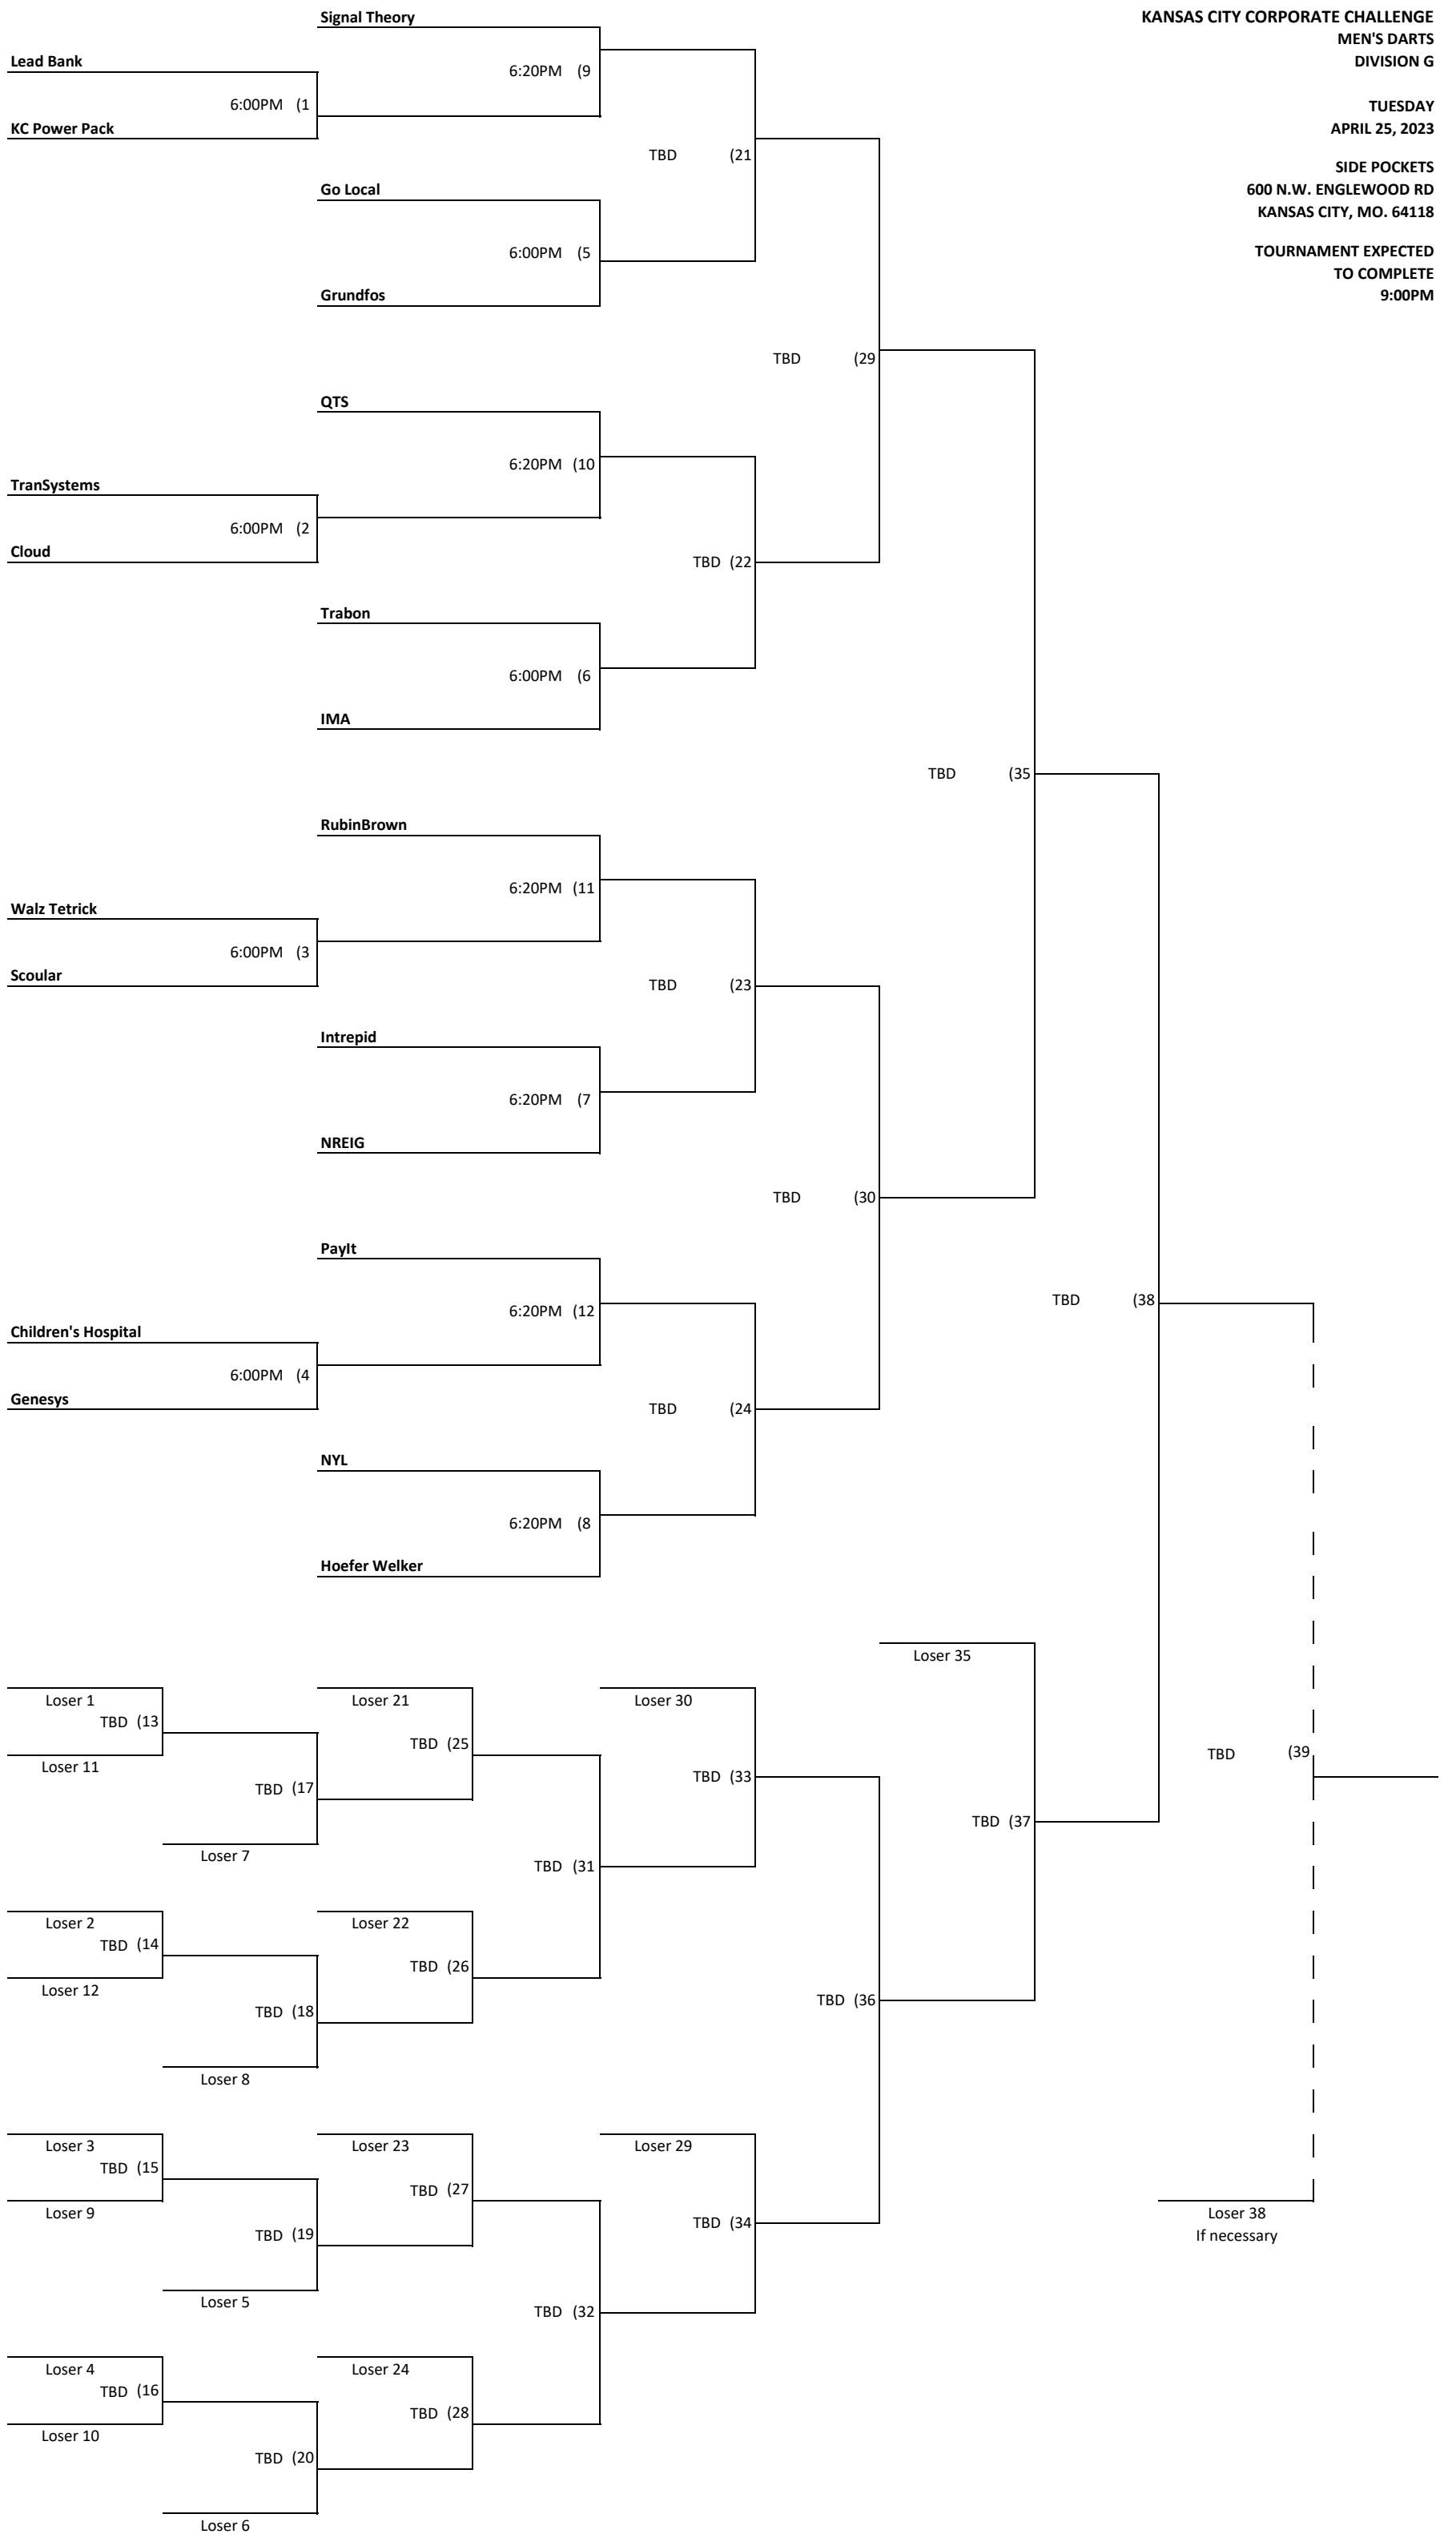 Signal Theory
KANSAS CITY CORPORATE CHALLENGE
MEN'S DARTS
Lead Bank
DIVISION G
6:20PM (9
6:00PM (1
TUESDAY
KC Power Pack
APRIL 25, 2023
TBD (21
SIDE POCKETS
Go Local
600 N.W. ENGLEWOOD RD
KANSAS CITY, MO. 64118
6:00PM (5
TOURNAMENT EXPECTED
TO COMPLETE
Grundfos
9:00PM
TBD (29
QTS
6:20PM (10
TranSystems
6:00PM (2
Cloud
TBD (22
Trabon
6:00PM (6
IMA
TBD (35
RubinBrown
6:20PM (11
Walz Tetrick
6:00PM (3
Scoular
TBD (23
Intrepid
6:20PM (7
NREIG
TBD (30
PayIt
TBD (38
6:20PM (12
Children's Hospital
6:00PM (4
Genesys
TBD (24
NYL
6:20PM (8
Hoefer Welker
Loser 35
Loser 1
Loser 21
Loser 30
TBD (13
TBD (25
TBD (39
Loser 11
TBD (33
TBD (17
TBD (37
Loser 7
TBD (31
Loser 2
Loser 22
TBD (14
TBD (26
Loser 12
TBD (36
TBD (18
Loser 8
Loser 3
Loser 23
Loser 29
TBD (15
TBD (27
Loser 9
Loser 38
TBD (34
TBD (19
If necessary
Loser 5
TBD (32
Loser 4
Loser 24
TBD (16
TBD (28
Loser 10
TBD (20
Loser 6